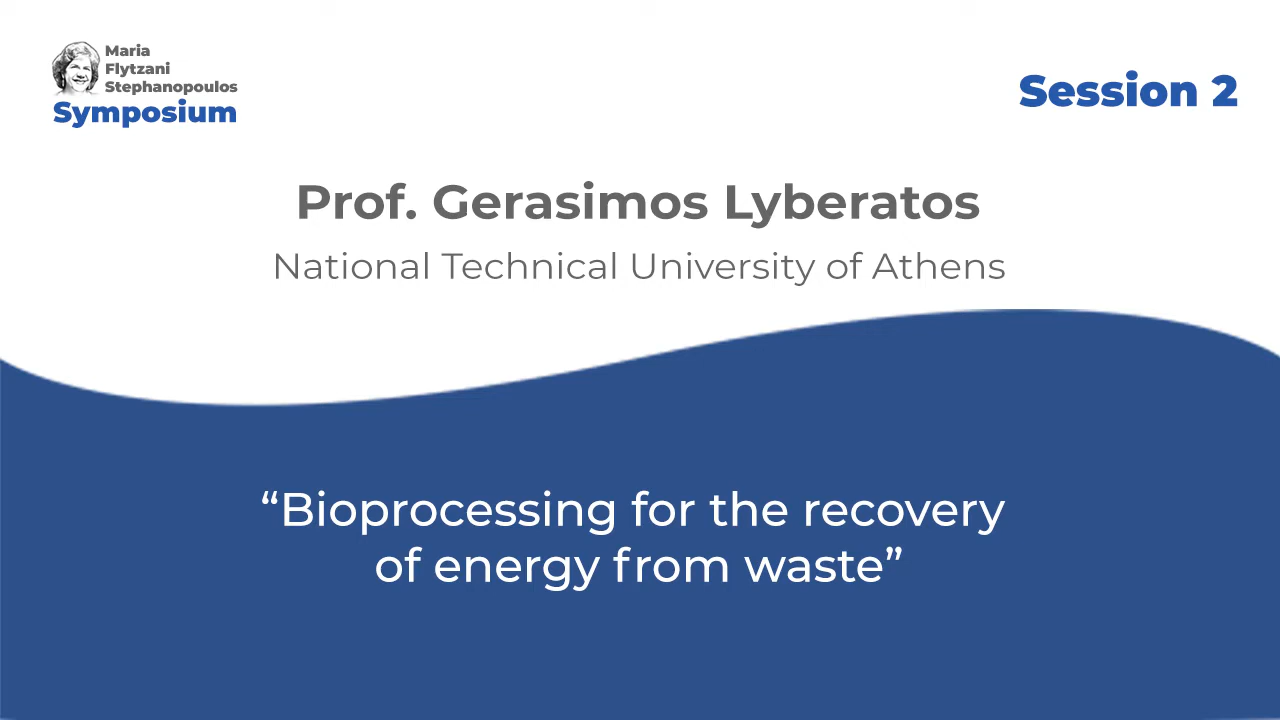 Maria
Flytzani
Stephanopoulos
Symposium
Session 2
Prof. Gerasimos Lyberatos
National Technical University of Athens
“Bioprocessing for the recovery
of energy from waste”